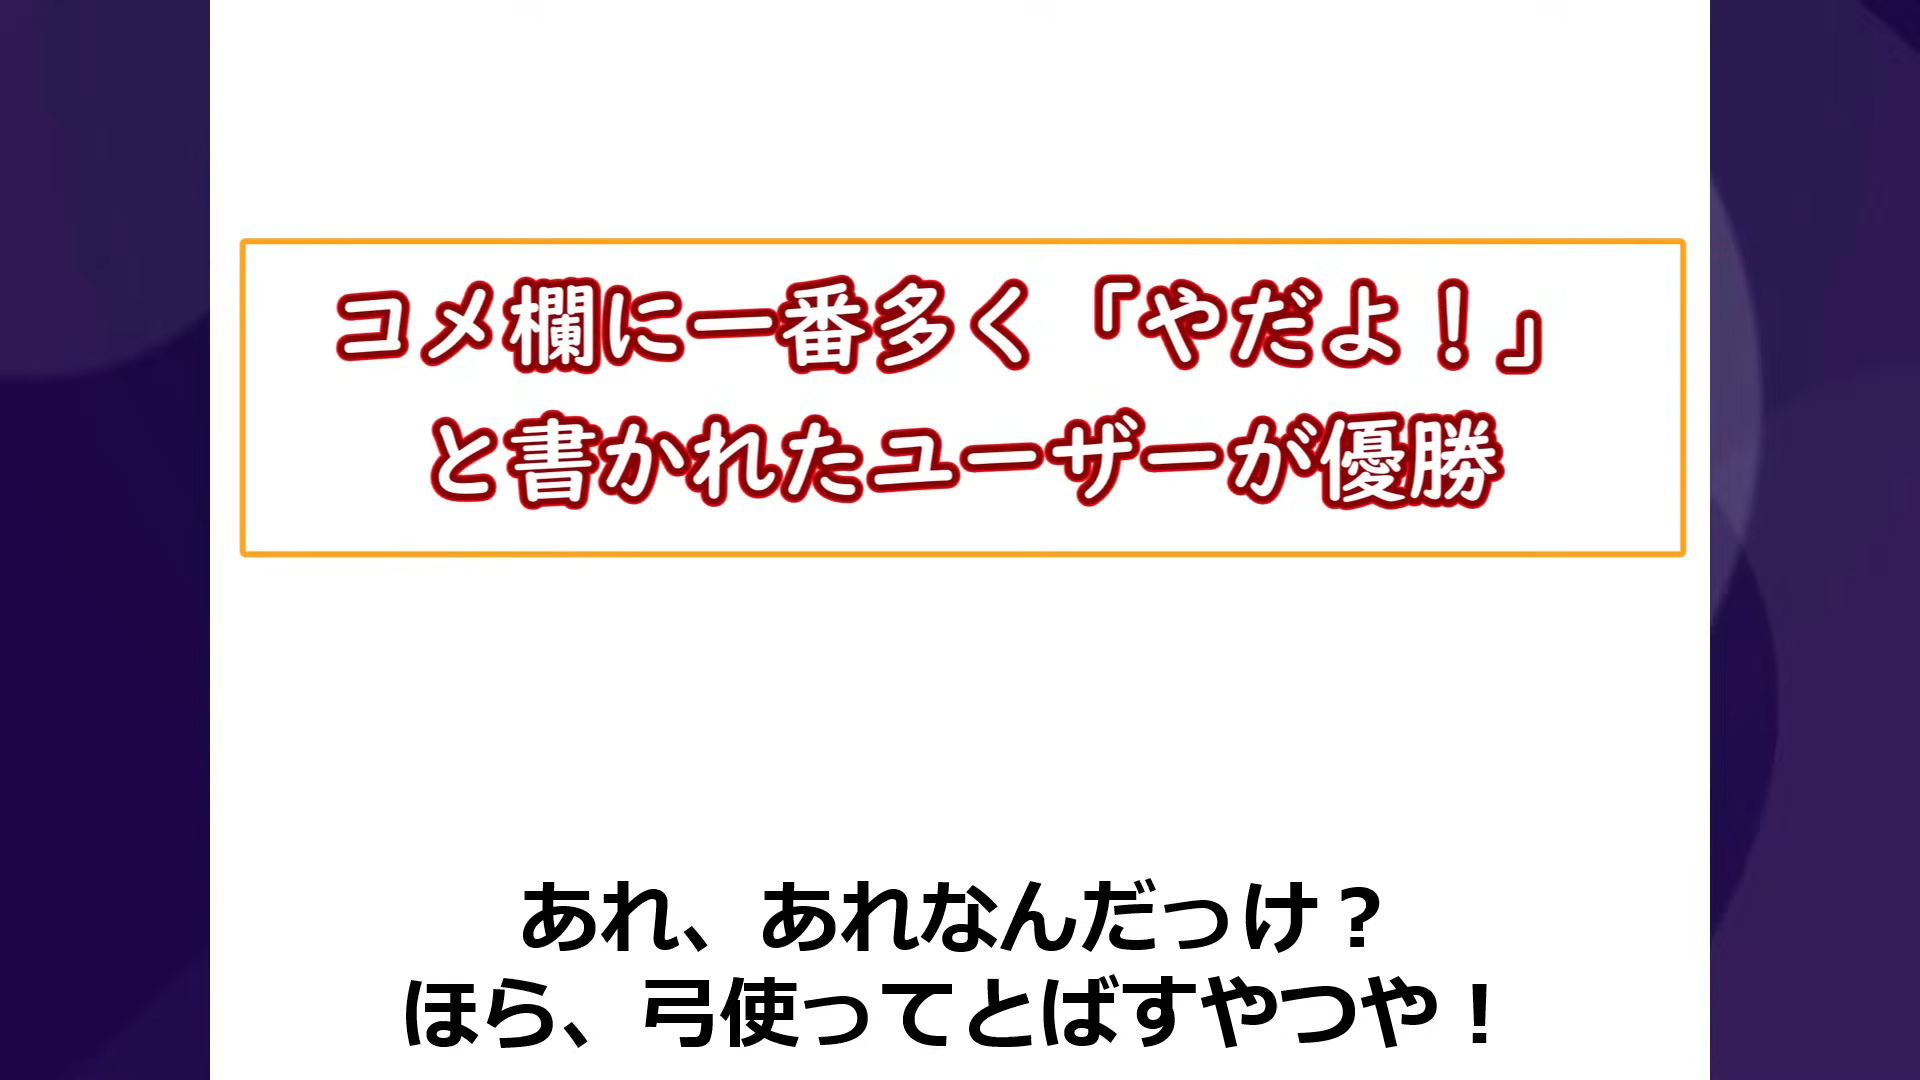 コメ欄に一番多く「やだよ！」
と書かれたユーザーが優勝
あれ、あれなんだっけ？
ほら、弓使ってとばすやつや！